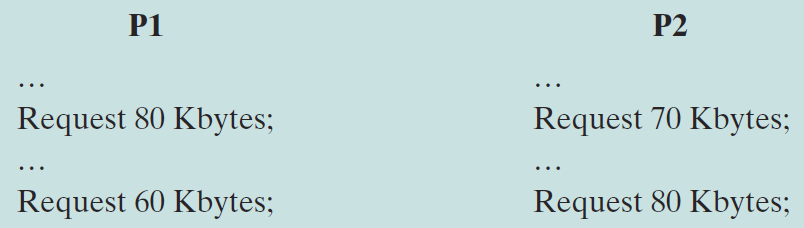 P1 P2
... ...
Request 80 Kbytes; Request 70 Kbytes;
... ...
Request 60 Kbytes; Request 80 Kbytes;